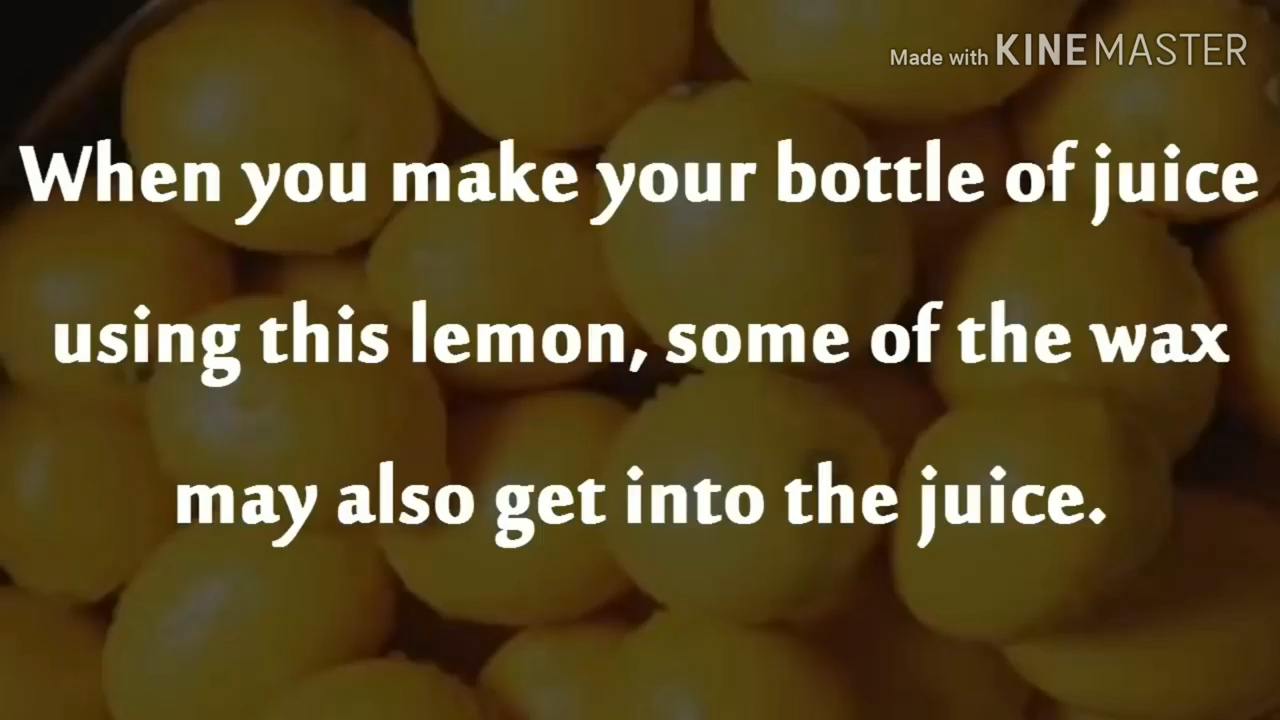 Made with KINEMASTER
When you make your bottle of juice
using this lemon, some of the wax
may also get into the juice.